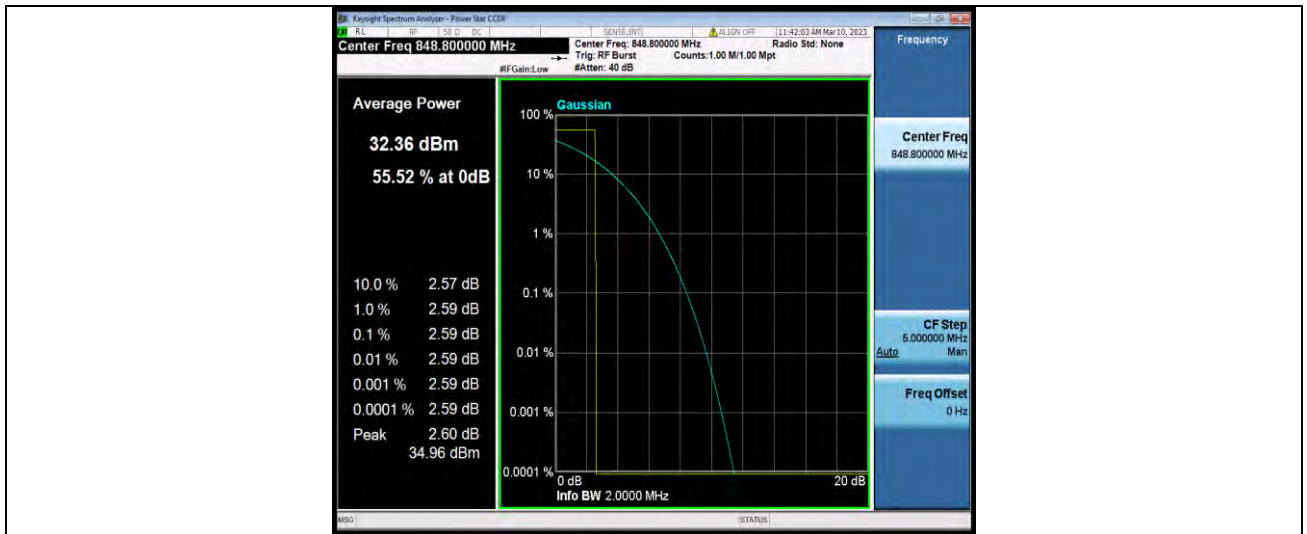 Keysight Spectrum Analyzer - Power Stat CCDF
RL RF 50 Ω DC SENSE:INT ALIGN OFF 11:42:03 AM Mar 10, 2023
Center Freq 848.800000 MHz
Center Freq: 848.800000 MHz Radio Std: None
Trig: RF Burst Counts:1.00 M/1.00 Mpt
#IFGain:Low #Atten: 40 dB
Frequency
Average Power
32.36 dBm
55.52 % at 0dB
10.0 % 2.57 dB
1.0 % 2.59 dB
0.1 % 2.59 dB
0.01 % 2.59 dB
0.001 % 2.59 dB
0.0001 % 2.59 dB
Peak 2.60 dB
34.96 dBm
Gaussian
100 %
10 %
1 %
0.1 %
0.01 %
0.001 %
0.0001 %
0 dB 20 dB
Info BW 2.0000 MHz
Center Freq
848.800000 MHz
CF Step
5.000000 MHz
Auto Man
Freq Offset
0 Hz
MSG STATUS